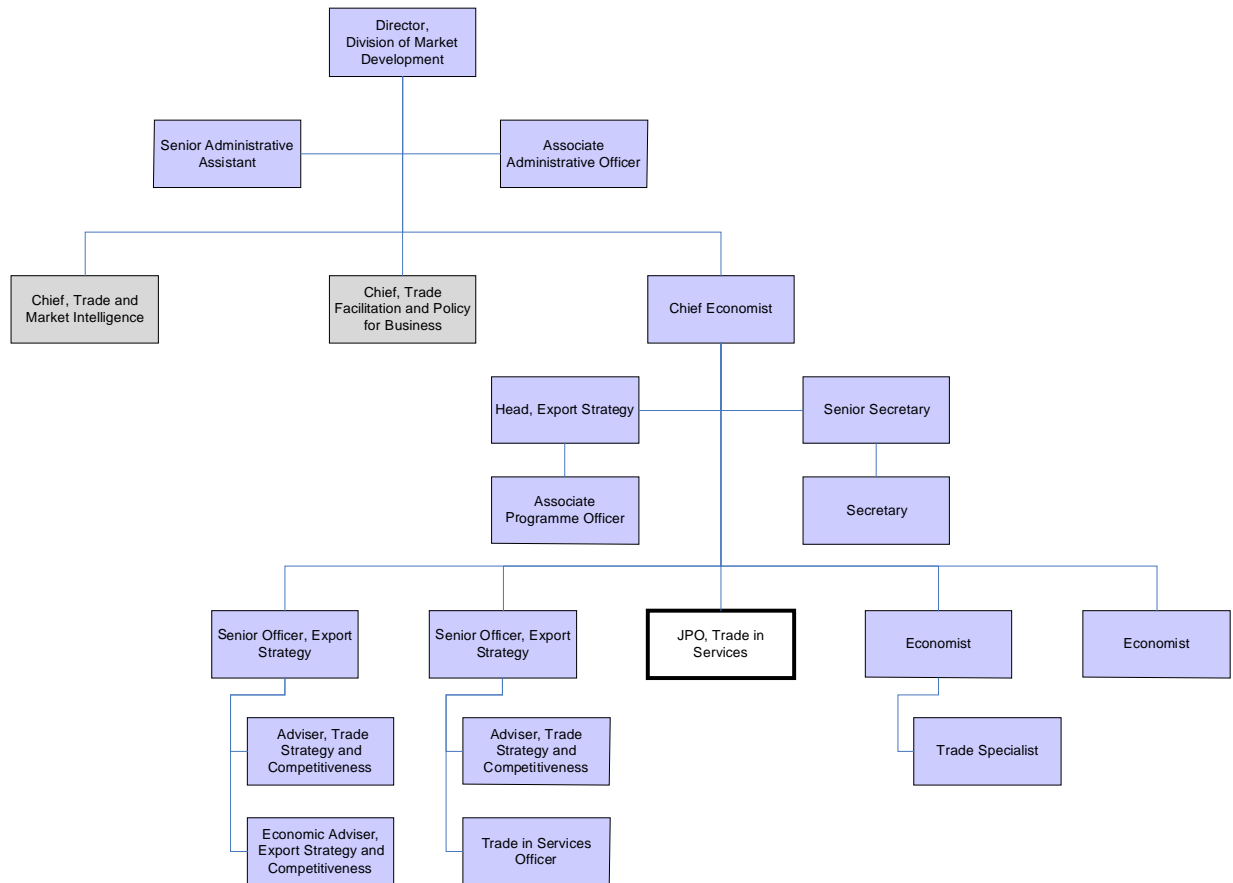 Director,
Division of Market
Development
Senior Administrative
Assistant
Associate
Administrative Officer
Chief, Trade and
Market Intelligence
Chief, Trade
Facilitation and Policy
for Business
Chief Economist
Head, Export Strategy
Senior Secretary
Associate
Programme Officer
Secretary
Senior Officer, Export
Strategy
Senior Officer, Export
Strategy
JPO, Trade in
Services
Economist
Economist
Adviser, Trade
Strategy and
Competitiveness
Adviser, Trade
Strategy and
Competitiveness
Trade Specialist
Economic Adviser,
Export Strategy and
Competitiveness
Trade in Services
Officer